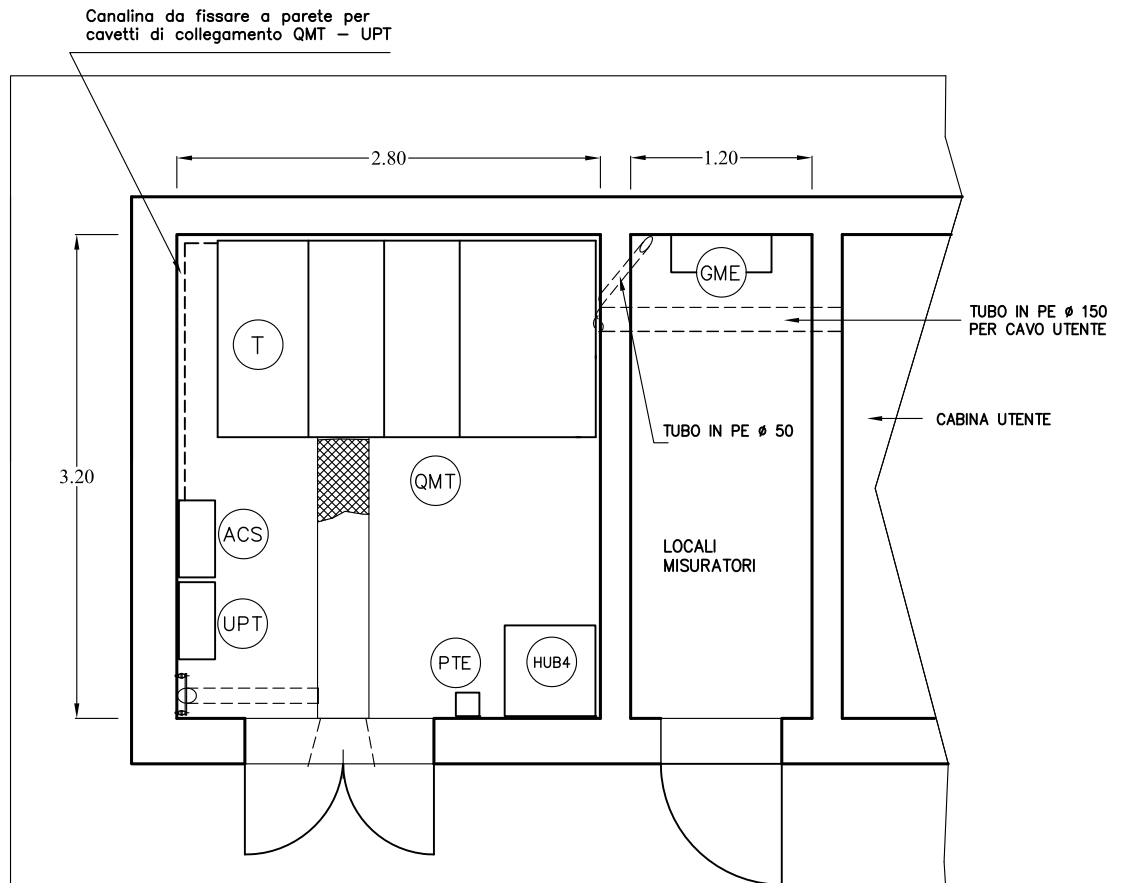 Canalina da fissare a parete per
cavetti di collegamento QMT – UPT
2.80
1.20
GME
TUBO IN PE ø 150
PER CAVO UTENTE
T
CABINA UTENTE
TUBO IN PE ø 50
3.20
QMT
ACS
LOCALI
MISURATORI
UPT
PTE
HUB4